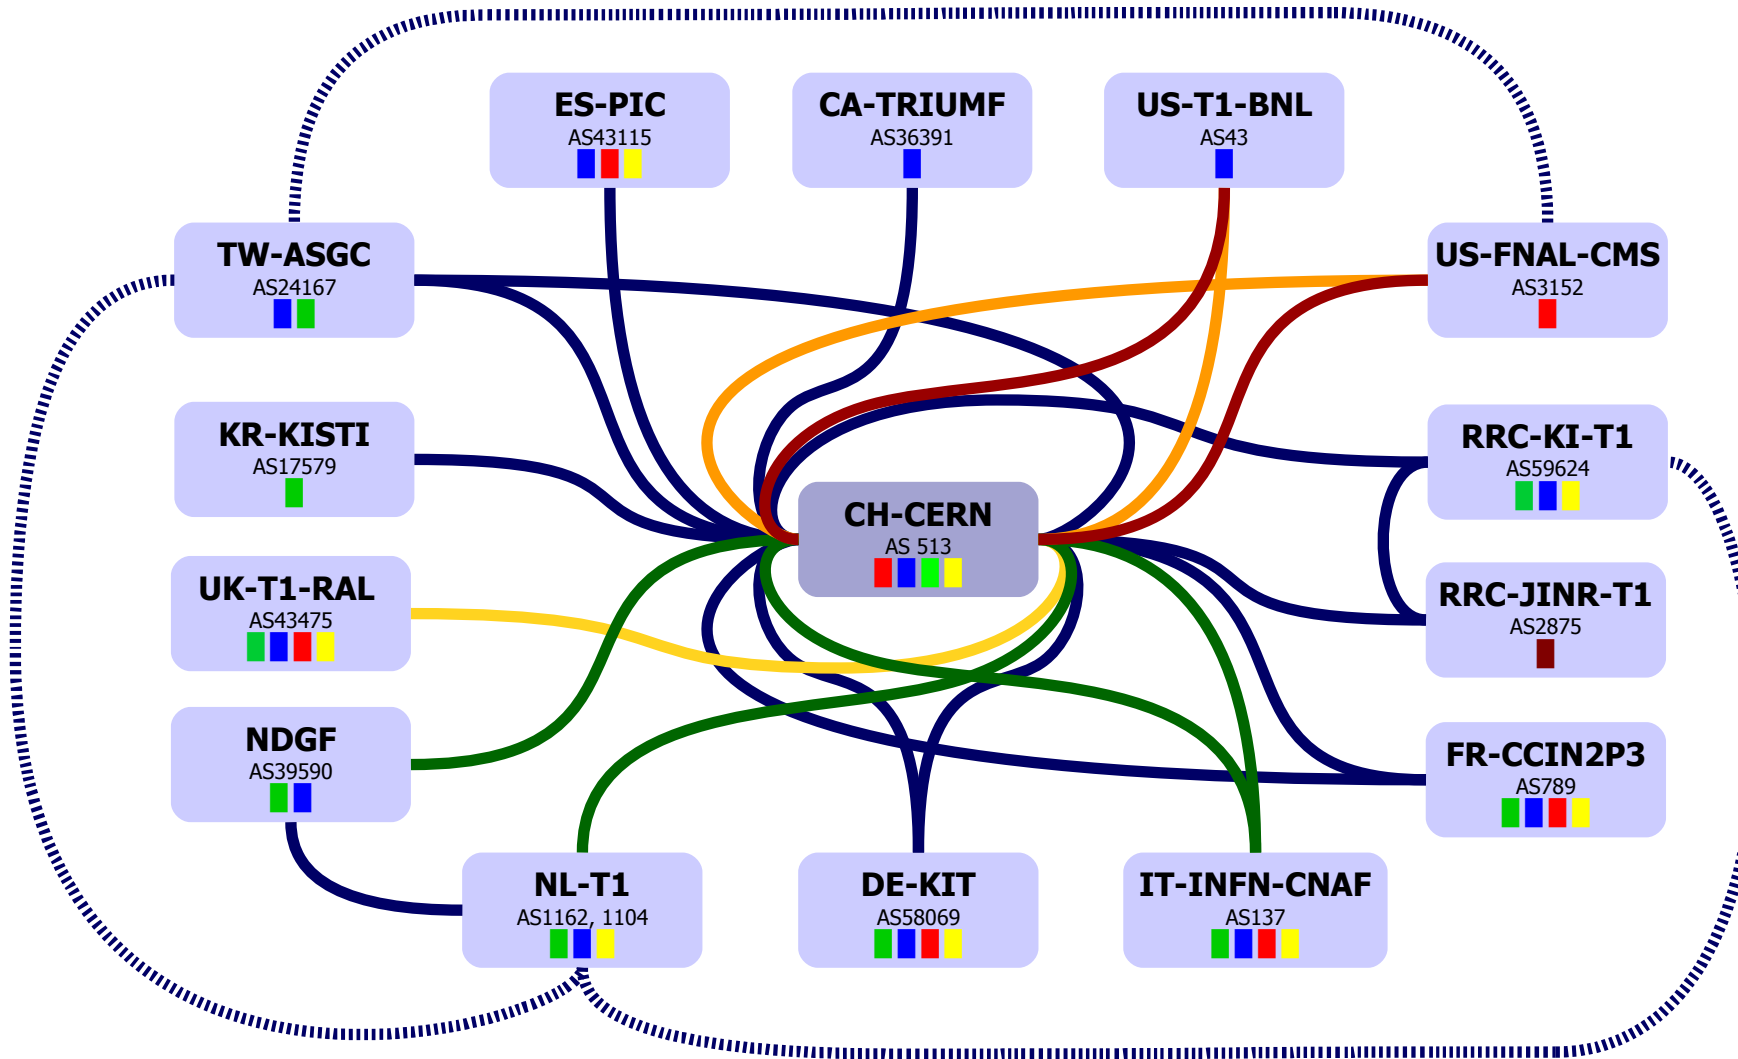 ES-PIC
AS43115
CA-TRIUMF
AS36391
US-T1-BNL
AS43
TW-ASGC
AS24167
US-FNAL-CMS
AS3152
KR-KISTI
AS17579
RRC-KI-T1
AS59624
CH-CERN
AS 513
UK-T1-RAL
AS43475
RRC-JINR-T1
AS2875
NDGF
AS39590
FR-CCIN2P3
AS789
NL-T1
AS1162, 1104
DE-KIT
AS58069
IT-INFN-CNAF
AS137